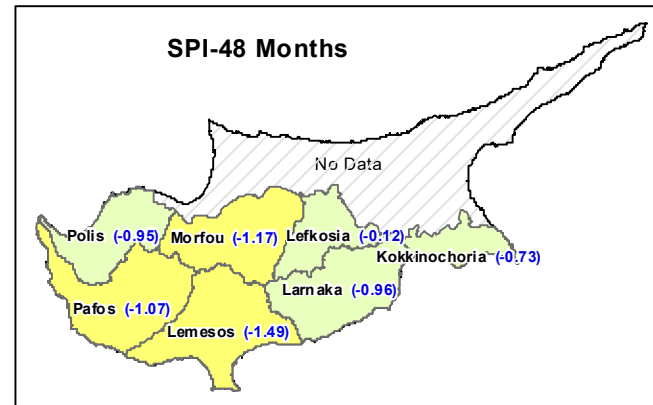 SPI-48 Months
No Data
Polis (-0.95)
Morfou (-1.17)
Lefkosia (-0.12)
Kokkinochoria (-0.73)
Pafos (-1.07)
Larnaka (-0.96)
Lemesos (-1.49)